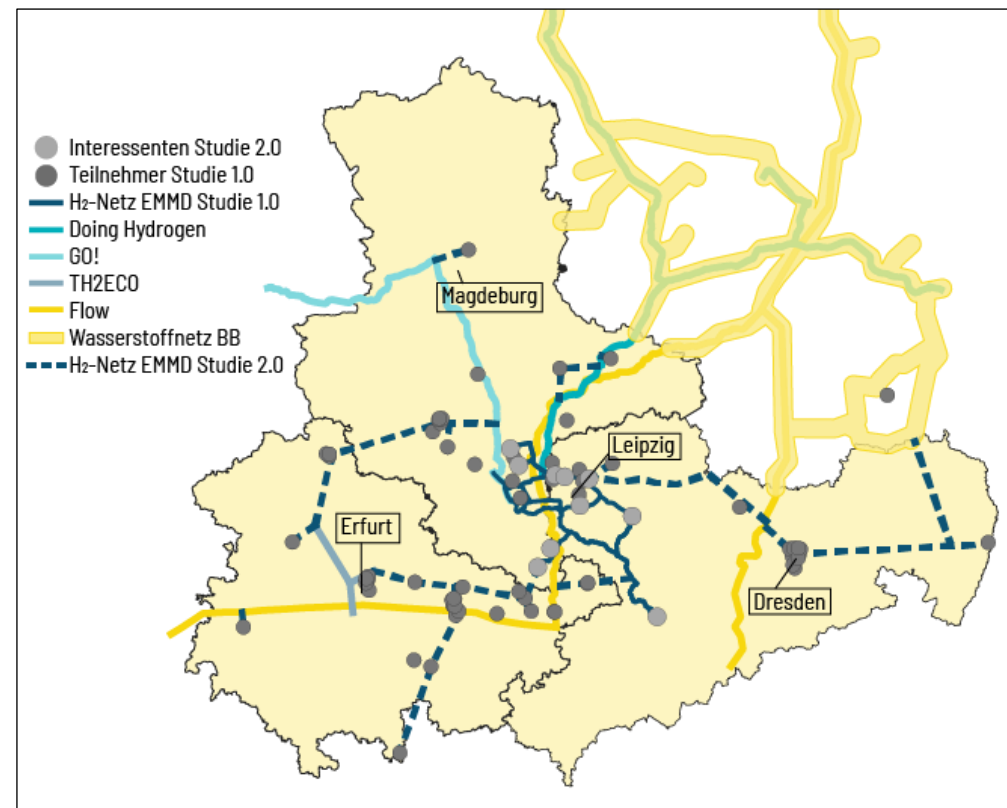 Interessenten Studie 2.0
Teilnehmer Studie 1.0
H₂-Netz EMMD Studie 1.0
Doing Hydrogen
GO!
TH2ECO
Flow
Wasserstoffnetz BB
H₂-Netz EMMD Studie 2.0
Magdeburg
Leipzig
Erfurt
Dresden